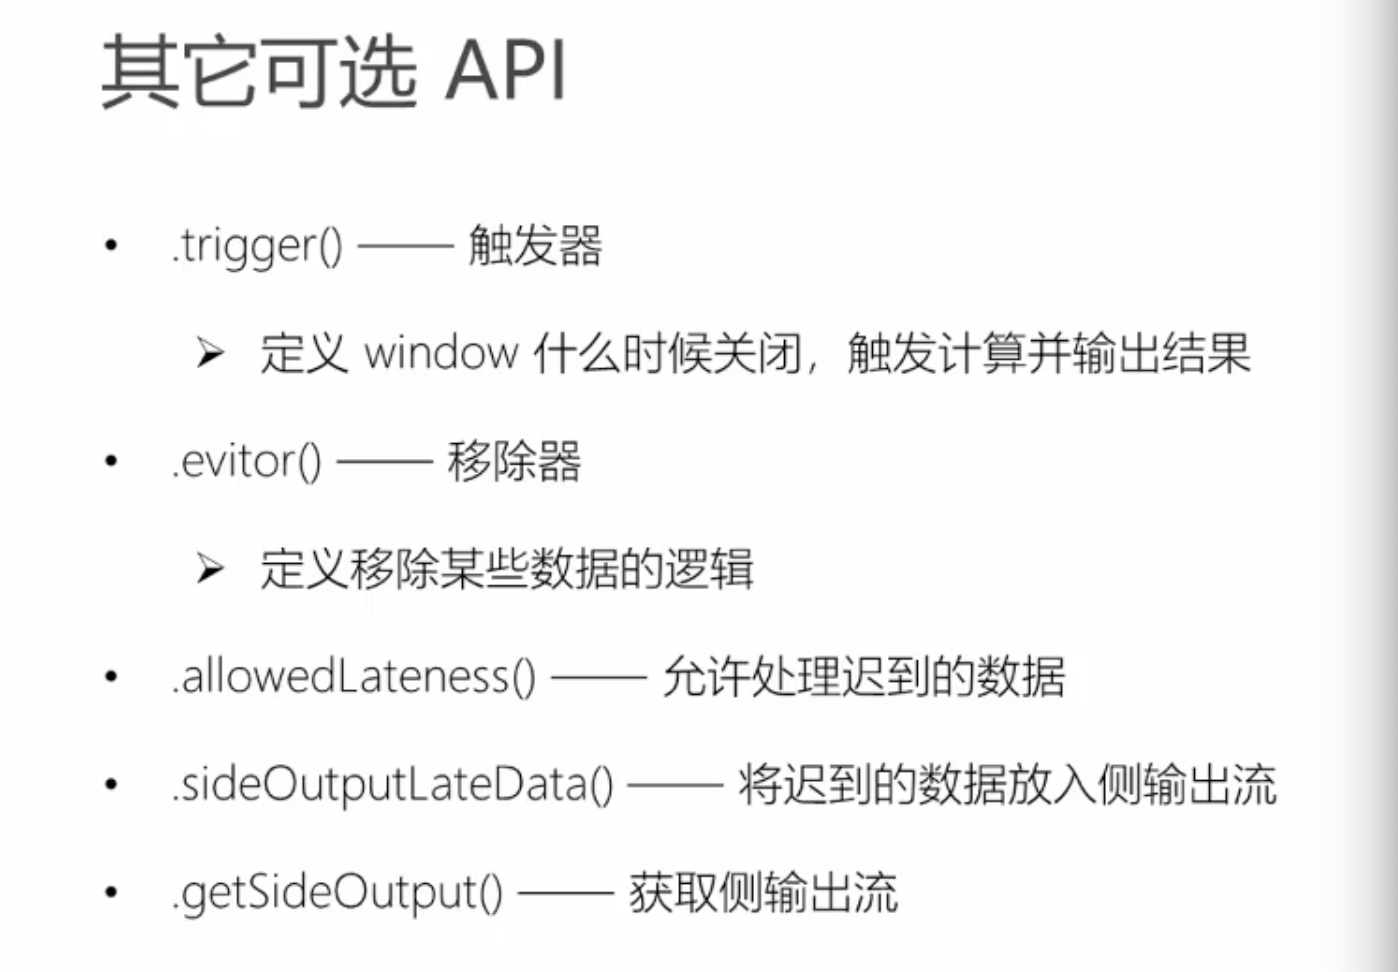 其它可选 API
• .trigger() —— 触发器
➢ 定义 window 什么时候关闭，触发计算并输出结果
• .evitor() —— 移除器
➢ 定义移除某些数据的逻辑
• .allowedLateness() —— 允许处理迟到的数据
• .sideOutputLateData() —— 将迟到的数据放入侧输出流
• .getSideOutput() —— 获取侧输出流